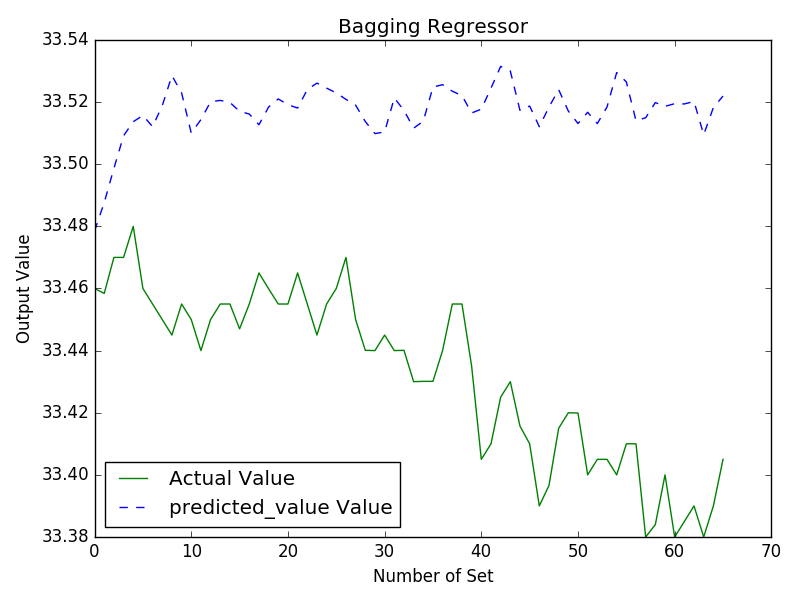 Bagging Regressor
33.54
33.52
33.50
33.48
33.46
33.44
33.42
33.40
33.38
Output Value
Actual Value
predicted_value Value
0 10 20 30 40 50 60 70
Number of Set